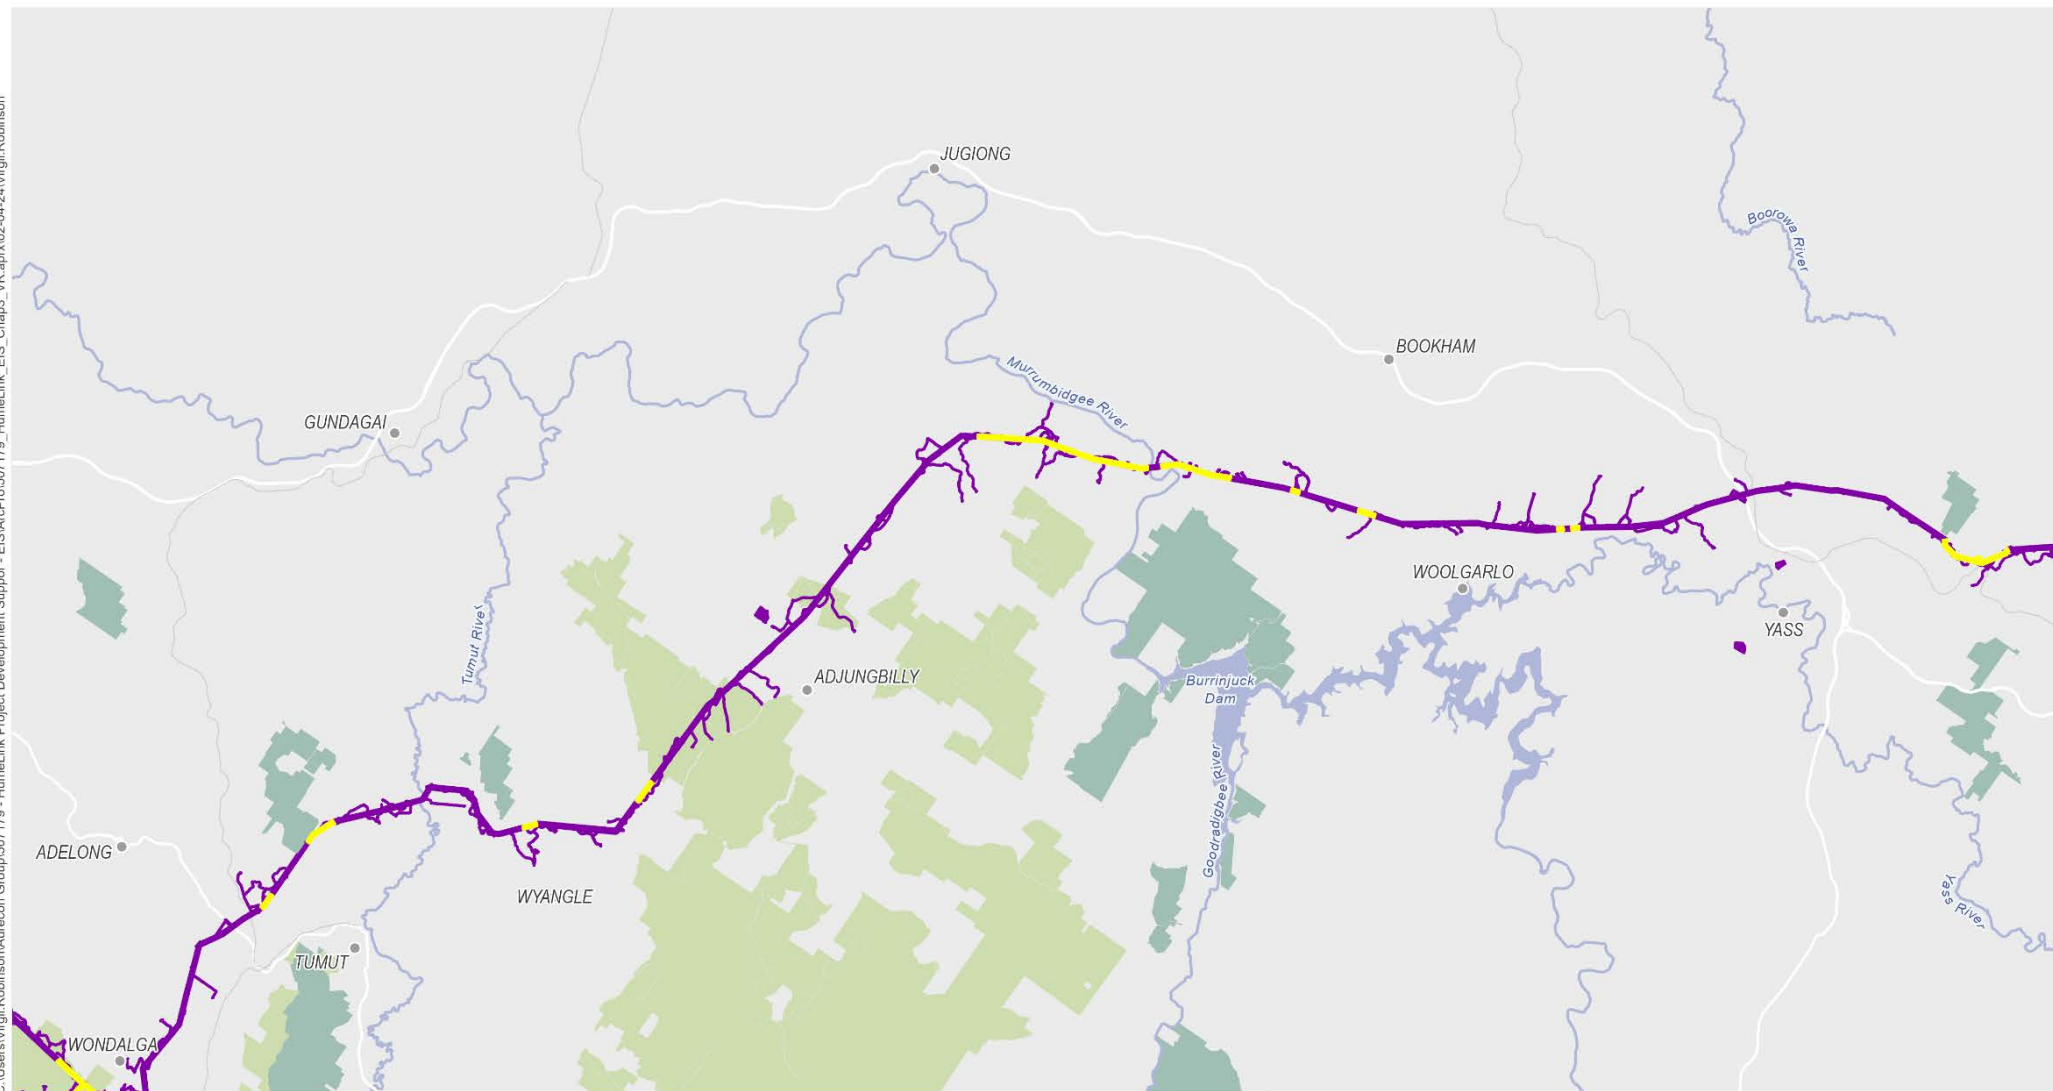 JUGIONG
Boorowa River
BOOKHAM
Murrumbidgee River
GUNDAGAI
WOOLGARLO
YASS
Tumut River
ADJUNGBILLY
Burrinjuck
Dam
Goodradigbee River
ADELONG
WYANGLE
Yass River
TUMUT
WONDALGA